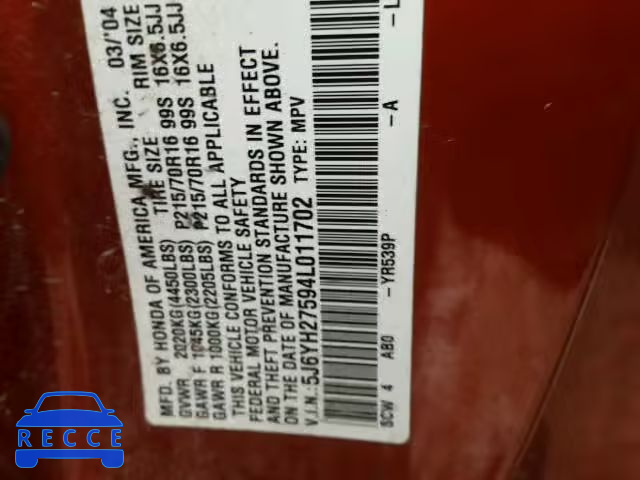 MFD. BY HONDA OF AMERICA MFG., INC. 03/'04
TIRE SIZE RIM SIZE
GVWR 2020KG(4450LBS) P215/70R16 99S 16X6.5JJ
GAWR F 1045KG(2300LBS) P215/70R16 99S 16X6.5JJ
GAWR R 1000KG(2205LBS)
THIS VEHICLE CONFORMS TO ALL APPLICABLE
FEDERAL MOTOR VEHICLE SAFETY
AND THEFT PREVENTION STANDARDS IN EFFECT
ON THE DATE OF MANUFACTURE SHOWN ABOVE.
V.I.N.: 5J6YH27594L011702 TYPE: MPV
SCW 4 AB0 -YR539P -A -L
RECCE